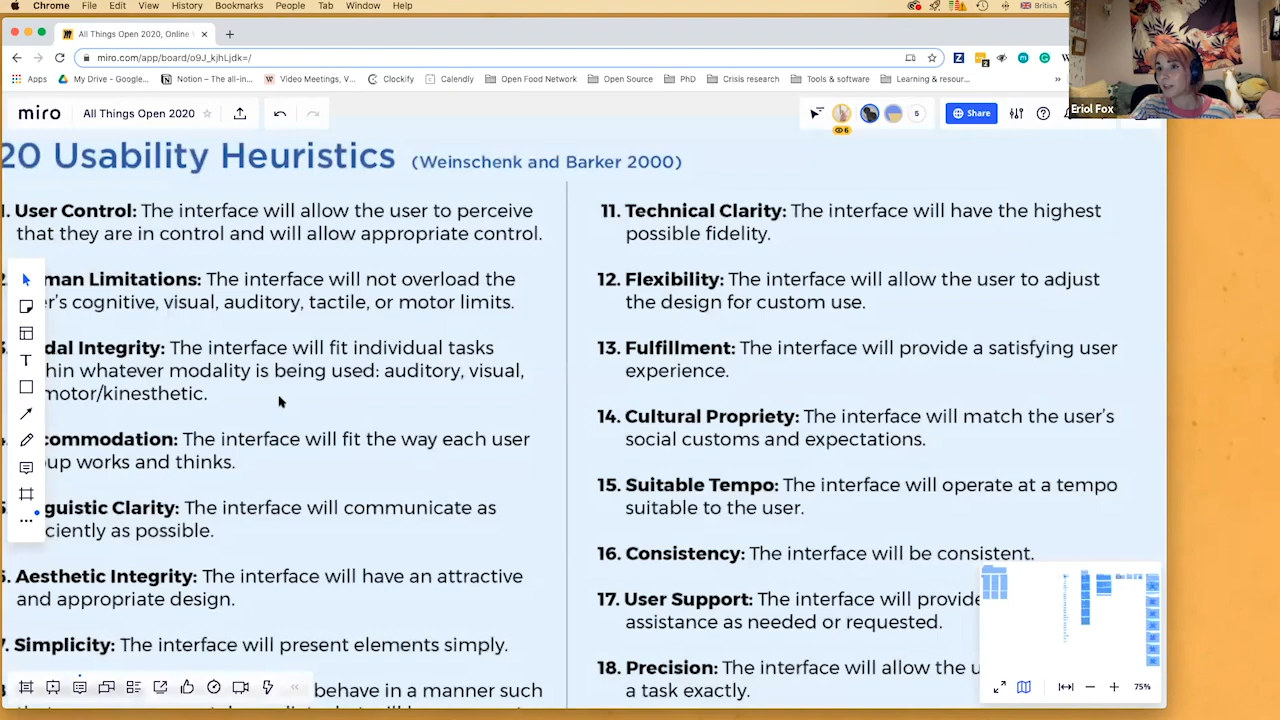 Chrome File Edit View History Bookmarks People Tab Window Help British
All Things Open 2020, Online
miro.com/app/board/o9J_kjhLjdk=/
Apps My Drive - Google... Notion – The all-in... Video Meetings, V... Clockify Calendly Open Food Network Open Source PhD Crisis research Tools & software Learning & resour... »
Eriol Fox
miro All Things Open 2020 6 5 Share
20 Usability Heuristics (Weinschenk and Barker 2000)
1. User Control: The interface will allow the user to perceive
that they are in control and will allow appropriate control.
man Limitations: The interface will not overload the
er's cognitive, visual, auditory, tactile, or motor limits.
dal Integrity: The interface will fit individual tasks
hin whatever modality is being used: auditory, visual,
motor/kinesthetic.
commodation: The interface will fit the way each user
up works and thinks.
guistic Clarity: The interface will communicate as
ciently as possible.
6. Aesthetic Integrity: The interface will have an attractive
and appropriate design.
7. Simplicity: The interface will present elements simply.
behave in a manner such
11. Technical Clarity: The interface will have the highest
possible fidelity.
12. Flexibility: The interface will allow the user to adjust
the design for custom use.
13. Fulfillment: The interface will provide a satisfying user
experience.
14. Cultural Propriety: The interface will match the user's
social customs and expectations.
15. Suitable Tempo: The interface will operate at a tempo
suitable to the user.
16. Consistency: The interface will be consistent.
17. User Support: The interface will provide
assistance as needed or requested.
18. Precision: The interface will allow the u
a task exactly.
75%